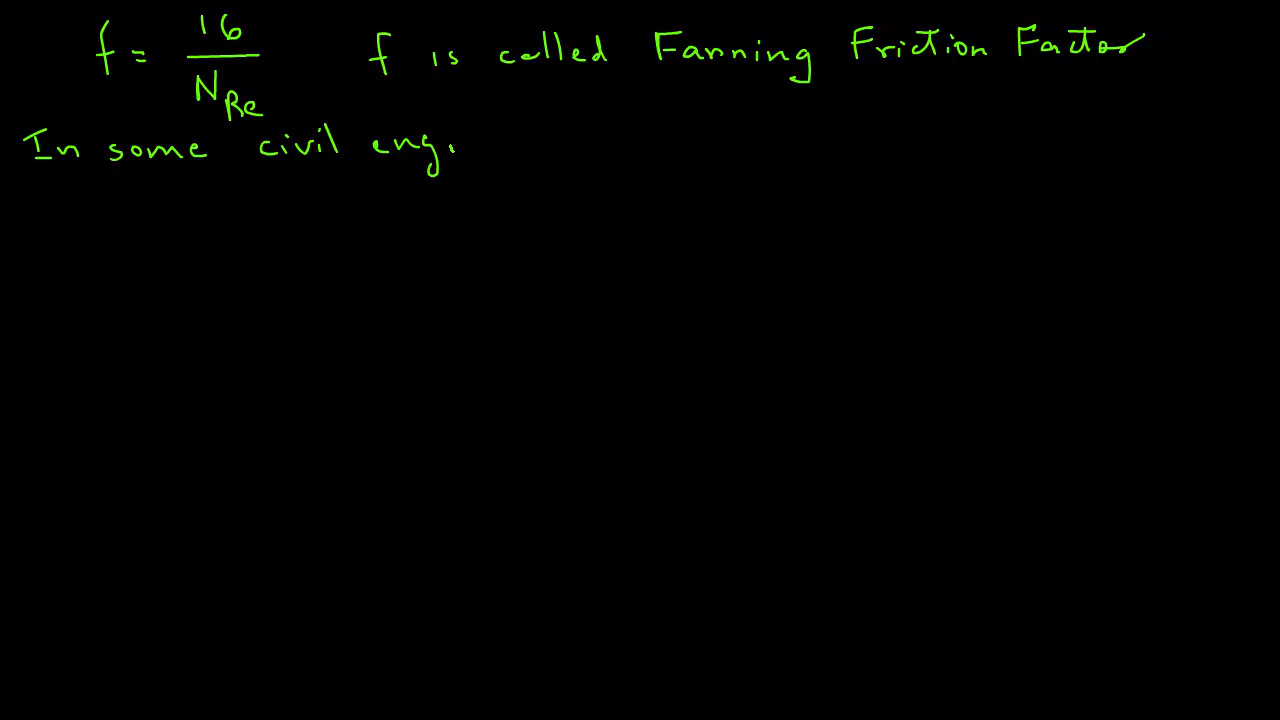 f = 16 / N_Re f is called Fanning Friction Factor
In some civil eng.